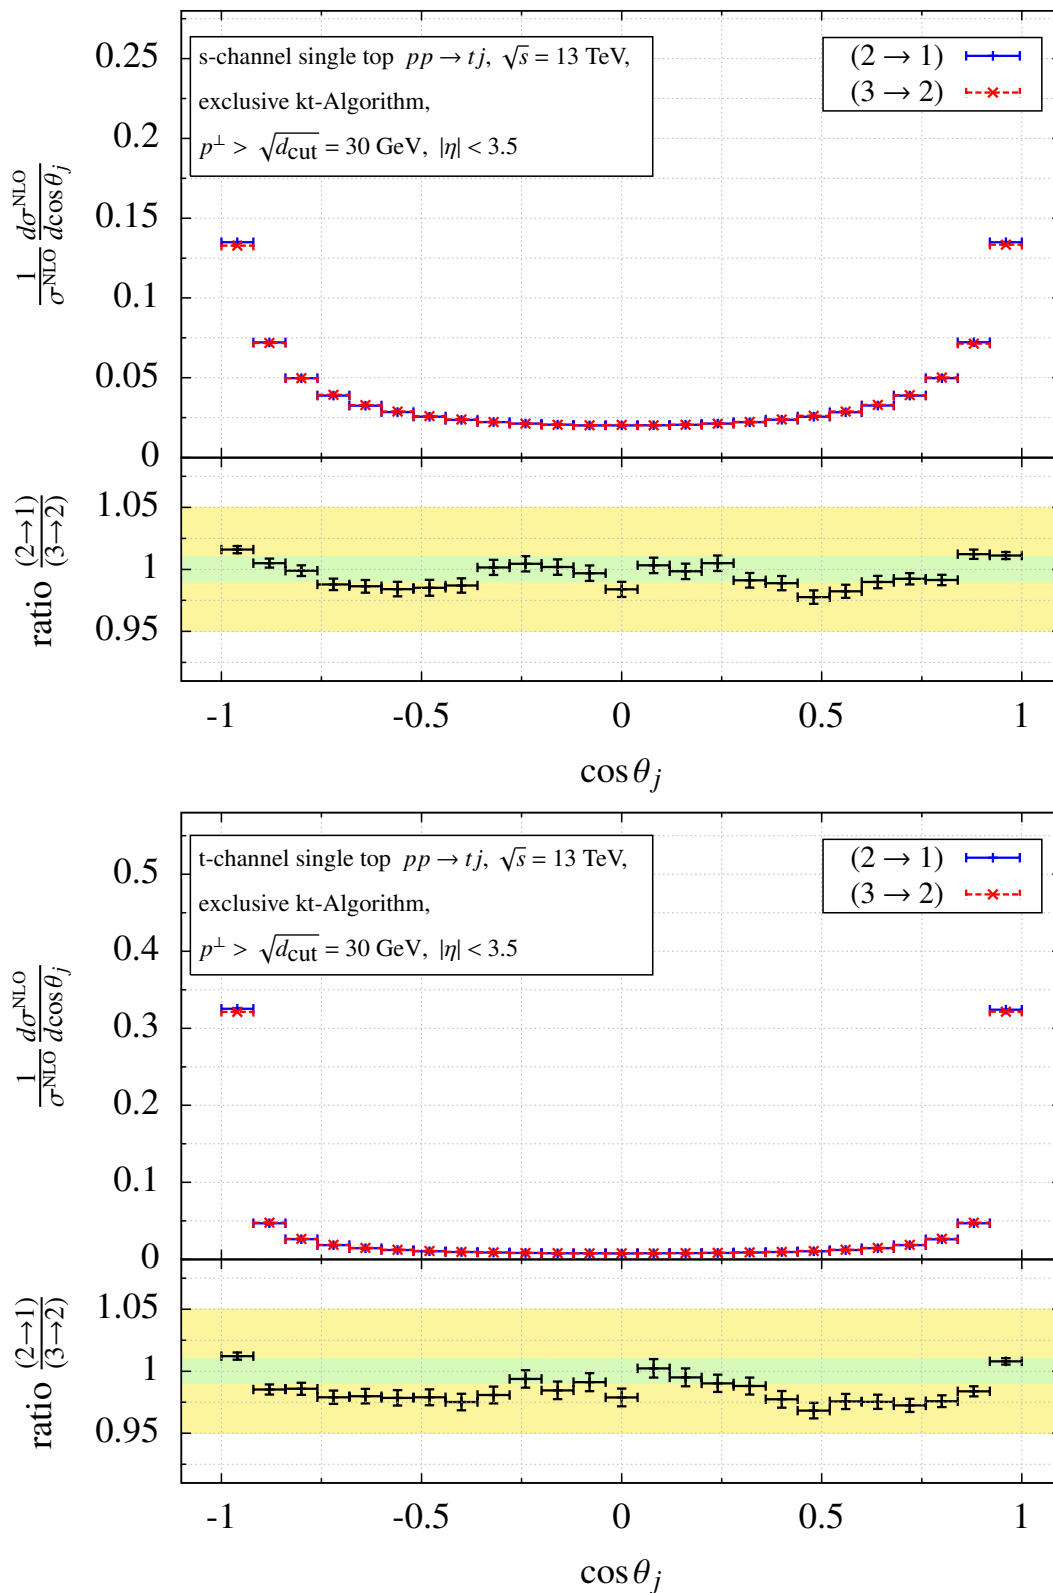 s-channel single top pp → tj, √s = 13 TeV,
exclusive kt-Algorithm,
p⊥ > √dcut = 30 GeV, |η| < 3.5
(2 → 1)
(3 → 2)
0.25
0.2
0.15
0.1
0.05
0
1/σNLO dσNLO/dcosθj
1.05
1
0.95
ratio (2→1)/(3→2)
-1 -0.5 0 0.5 1
cos θj
t-channel single top pp → tj, √s = 13 TeV,
exclusive kt-Algorithm,
p⊥ > √dcut = 30 GeV, |η| < 3.5
(2 → 1)
(3 → 2)
0.5
0.4
0.3
0.2
0.1
0
1/σNLO dσNLO/dcosθj
1.05
1
0.95
ratio (2→1)/(3→2)
-1 -0.5 0 0.5 1
cos θj